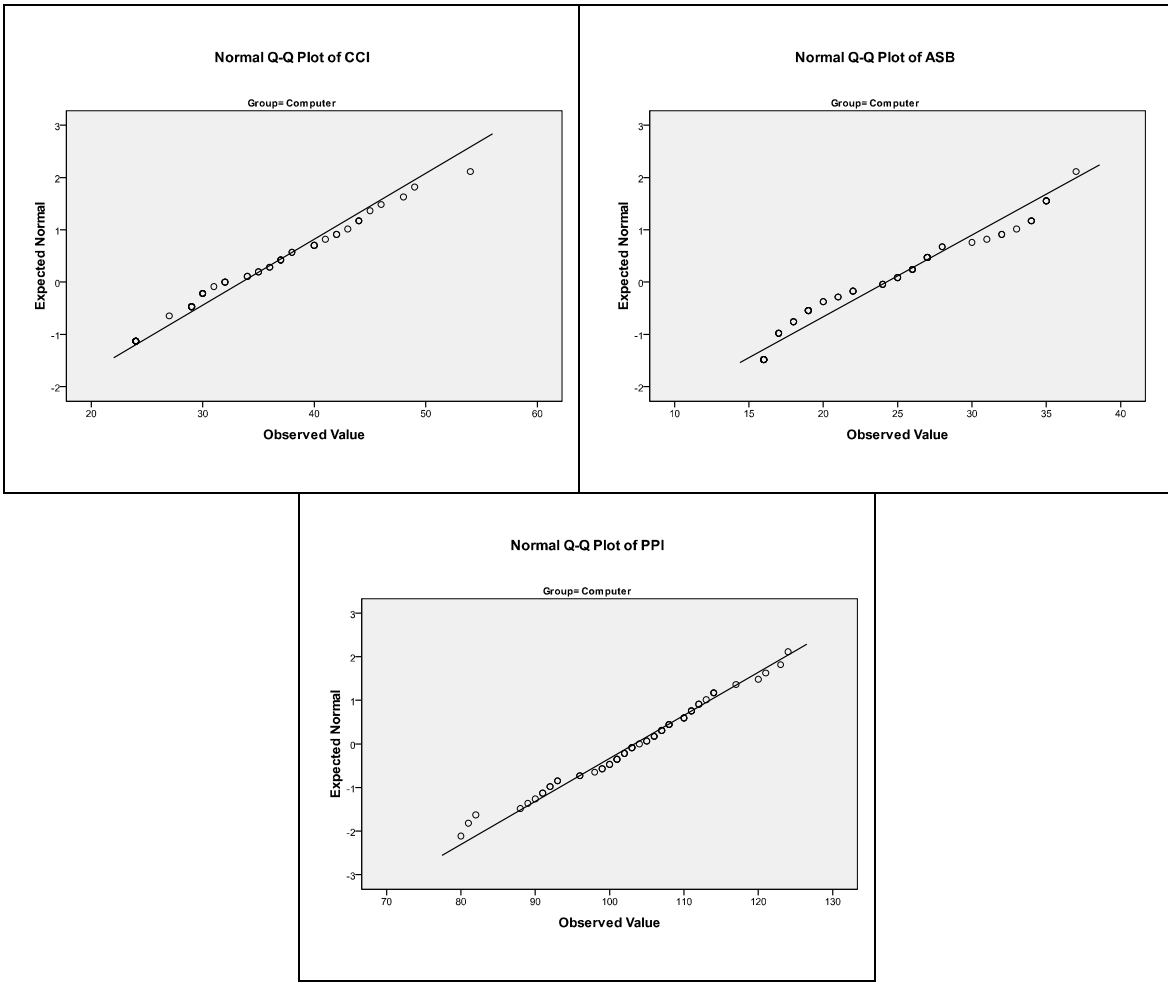 Normal Q-Q Plot of CCI
Group= Computer
3
2
1
0
-1
-2
Expected Normal
20 30 40 50 60
Observed Value
Normal Q-Q Plot of ASB
Group= Computer
3
2
1
0
-1
-2
Expected Normal
10 15 20 25 30 35 40
Observed Value
Normal Q-Q Plot of PPI
Group= Computer
3
2
1
0
-1
-2
-3
Expected Normal
70 80 90 100 110 120 130
Observed Value